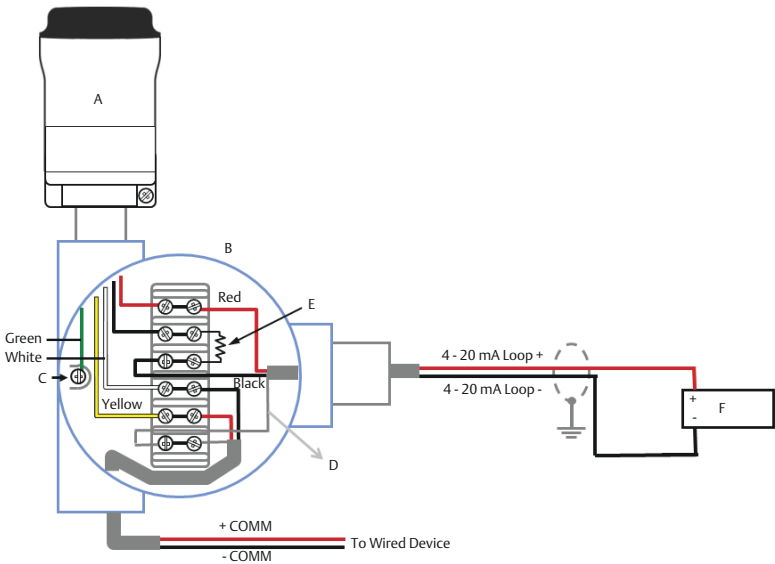 A
B
Red
E
Green
White
C
Black
Yellow
D
4 - 20 mA Loop +
4 - 20 mA Loop -
+
F
-
+ COMM
To Wired Device
- COMM